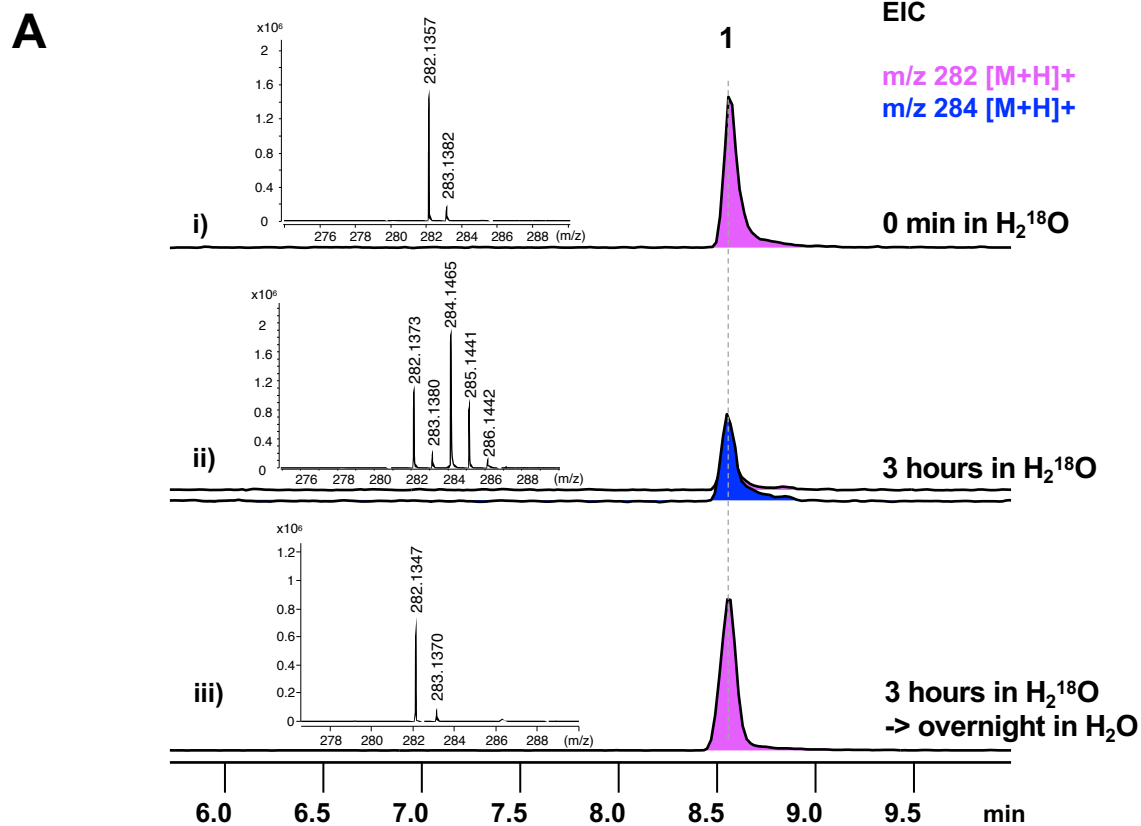 A
EIC
1
m/z 282 [M+H]+
m/z 284 [M+H]+
x10⁶
2
1.6
1.2
0.8
0.4
0
282.1357
283.1382
276 278 280 282 284 286 288 (m/z)
i)
0 min in H₂¹⁸O
x10⁶
2
1.6
1.2
0.8
0.4
0
282.1373
283.1380
284.1465
285.1441
286.1442
276 278 280 282 284 286 288 (m/z)
ii)
3 hours in H₂¹⁸O
x10⁶
1.2
1
0.8
0.4
0.2
0
282.1347
283.1370
278 280 282 284 286 288 (m/z)
iii)
3 hours in H₂¹⁸O
-> overnight in H₂O
6.0 6.5 7.0 7.5 8.0 8.5 9.0 9.5 min